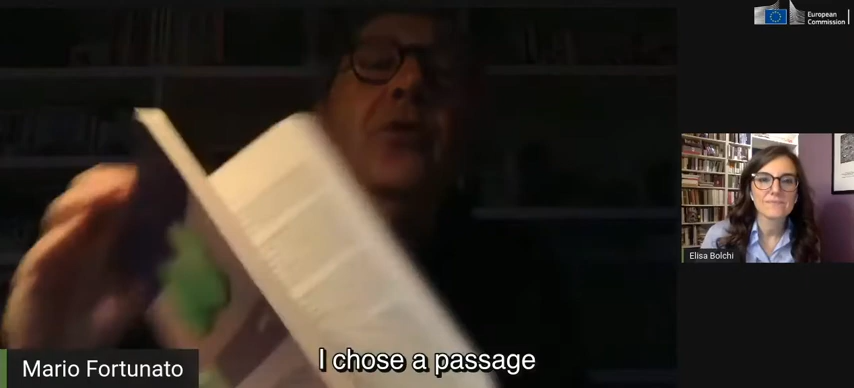 European
Commission
Elisa Bolchi
Mario Fortunato
I chose a passage